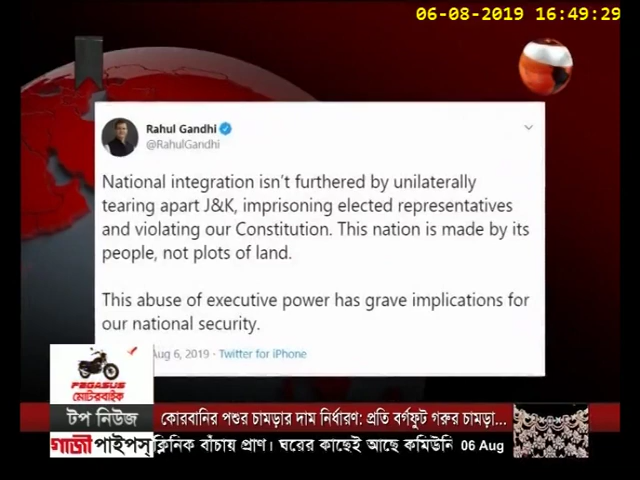 06-08-2019 16:49:29
Rahul Gandhi
@RahulGandhi
National integration isn't furthered by unilaterally
tearing apart J&K, imprisoning elected representatives
and violating our Constitution. This nation is made by its
people, not plots of land.
This abuse of executive power has grave implications for
our national security.
Aug 6, 2019 · Twitter for iPhone
PEGASUS
মোটরবাইক
টপ নিউজ
কোরবানির পশুর চামড়ার দাম নির্ধারণ: প্রতি বর্গফুট গরুর চামড়া...
গাজী পাইপস্
ক্লিনিক বাঁচায় প্রাণ। ঘরের কাছেই আছে কমিউনি
06 Aug